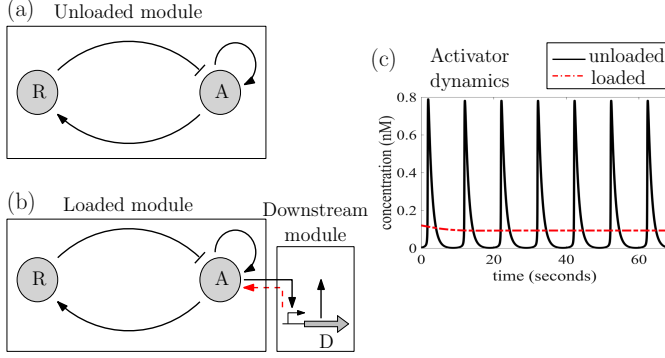 (a)
Unloaded module
R
A
(b)
Loaded module
Downstream
module
R
A
D
(c)
Activator
dynamics
unloaded
loaded
concentration (nM)
0.8
0.6
0.4
0.2
0
0
20
40
60
time (seconds)